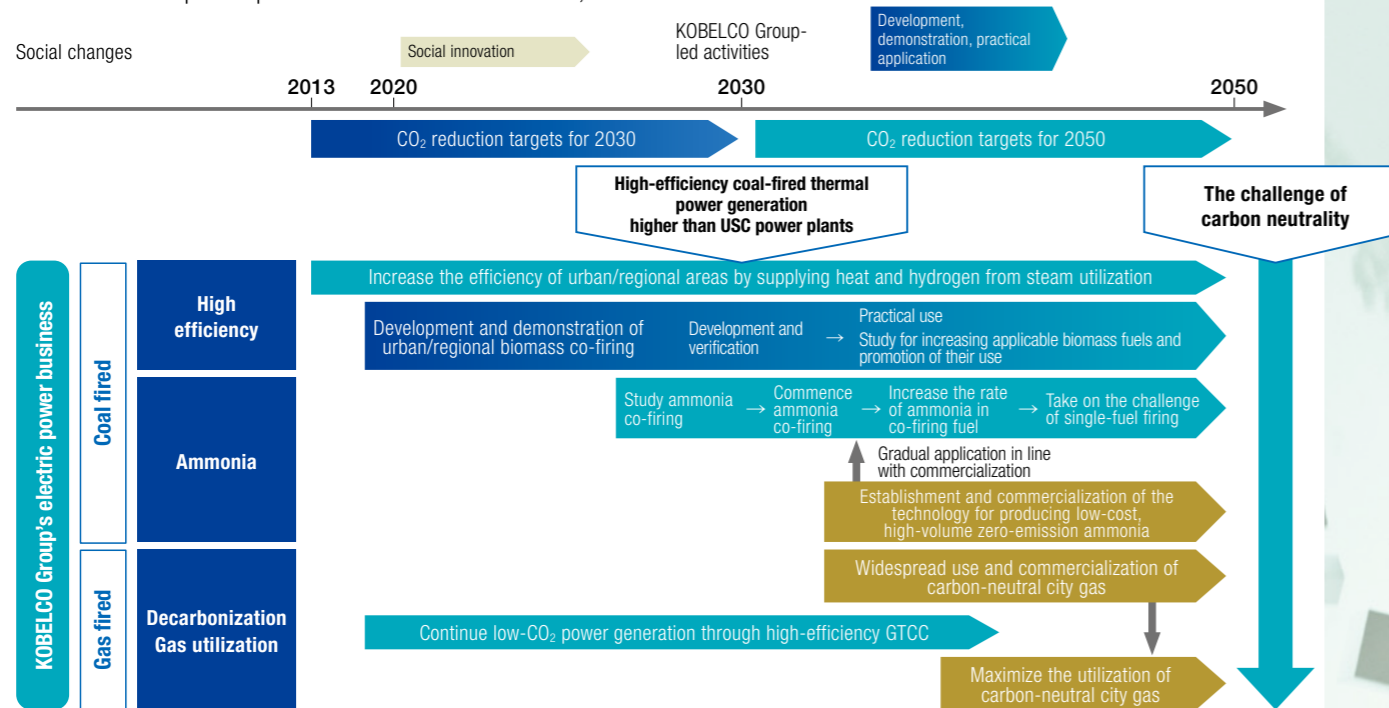 Social changes
Social innovation
KOBELCO Group-
led activities
Development,
demonstration, practical
application
2013
2020
2030
2050
CO₂ reduction targets for 2030
CO₂ reduction targets for 2050
High-efficiency coal-fired thermal
power generation
higher than USC power plants
The challenge of
carbon neutrality
KOBELCO Group's electric power business
Coal fired
High
efficiency
Increase the efficiency of urban/regional areas by supplying heat and hydrogen from steam utilization
Development and demonstration of
urban/regional biomass co-firing
Development and
verification
→
Practical use
Study for increasing applicable biomass fuels and
promotion of their use
Ammonia
Study ammonia
co-firing
→
Commence
ammonia
co-firing
→
Increase the rate
of ammonia in
co-firing fuel
→
Take on the challenge
of single-fuel firing
Gradual application in line
with commercialization
Establishment and commercialization of the
technology for producing low-cost,
high-volume zero-emission ammonia
Gas fired
Decarbonization
Gas utilization
Widespread use and commercialization of
carbon-neutral city gas
Continue low-CO₂ power generation through high-efficiency GTCC
Maximize the utilization of
carbon-neutral city gas